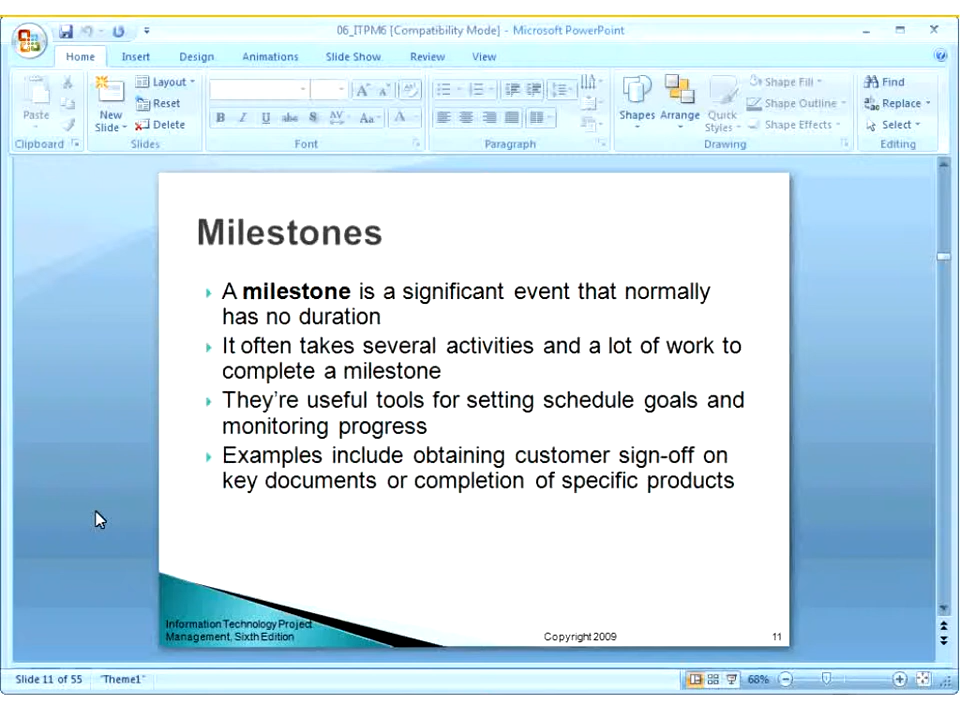 06_ITPM6 [Compatibility Mode] - Microsoft PowerPoint
Home Insert Design Animations Slide Show Review View
Paste
Clipboard
New Slide
Layout
Reset
Delete
Slides
B I U abc S AV Aa A
Font
Paragraph
Shapes Arrange Quick Styles
Shape Fill
Shape Outline
Shape Effects
Drawing
Find
Replace
Select
Editing
Milestones
A milestone is a significant event that normally
has no duration
It often takes several activities and a lot of work to
complete a milestone
They're useful tools for setting schedule goals and
monitoring progress
Examples include obtaining customer sign-off on
key documents or completion of specific products
Information Technology Project
Management, Sixth Edition
Copyright 2009
11
Slide 11 of 55 "Theme1" 68%